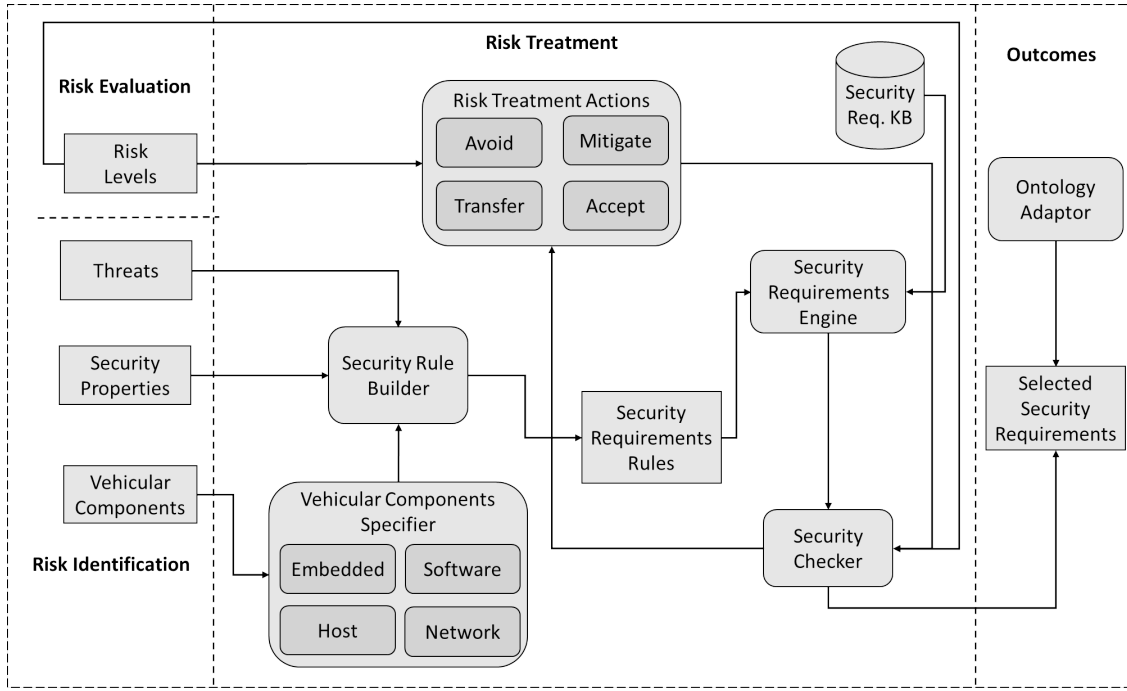 Risk Evaluation
Risk
Levels
Threats
Security
Properties
Vehicular
Components
Risk Identification
Risk Treatment
Risk Treatment Actions
Avoid
Mitigate
Transfer
Accept
Security
Req. KB
Security Rule
Builder
Security
Requirements
Engine
Security
Requirements
Rules
Vehicular Components
Specifier
Embedded
Software
Host
Network
Security
Checker
Outcomes
Ontology
Adaptor
Selected
Security
Requirements